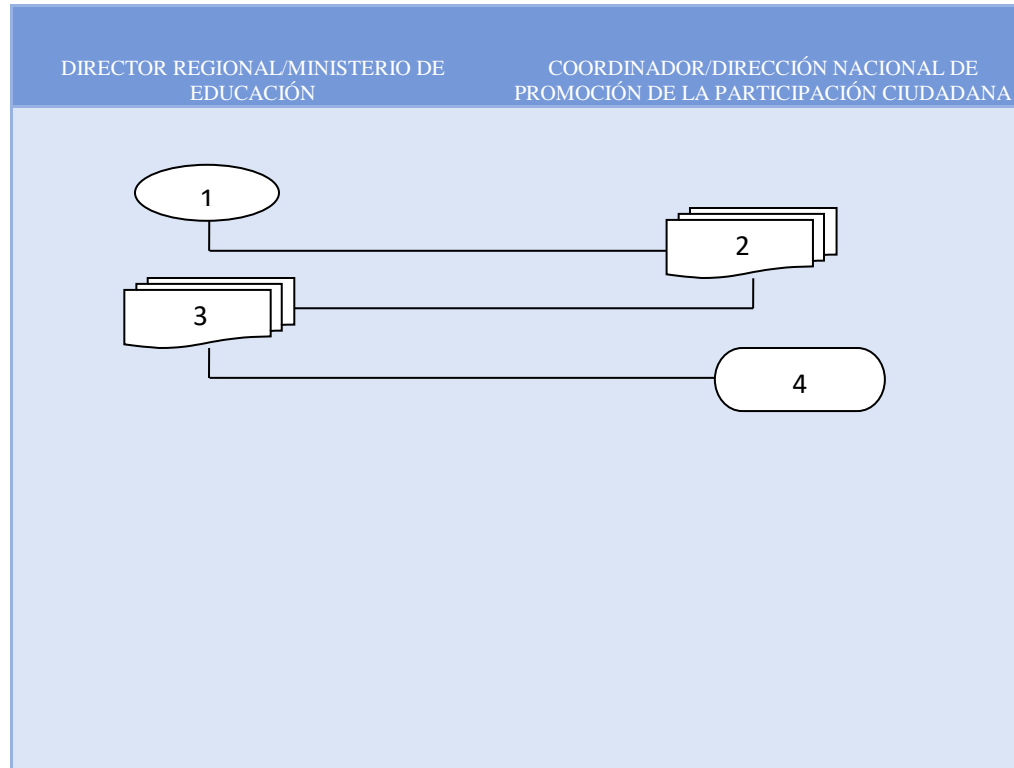 DIRECTOR REGIONAL/MINISTERIO DE
EDUCACIÓN
COORDINADOR/DIRECCIÓN NACIONAL DE
PROMOCIÓN DE LA PARTICIPACIÓN CIUDADANA
1
2
3
4